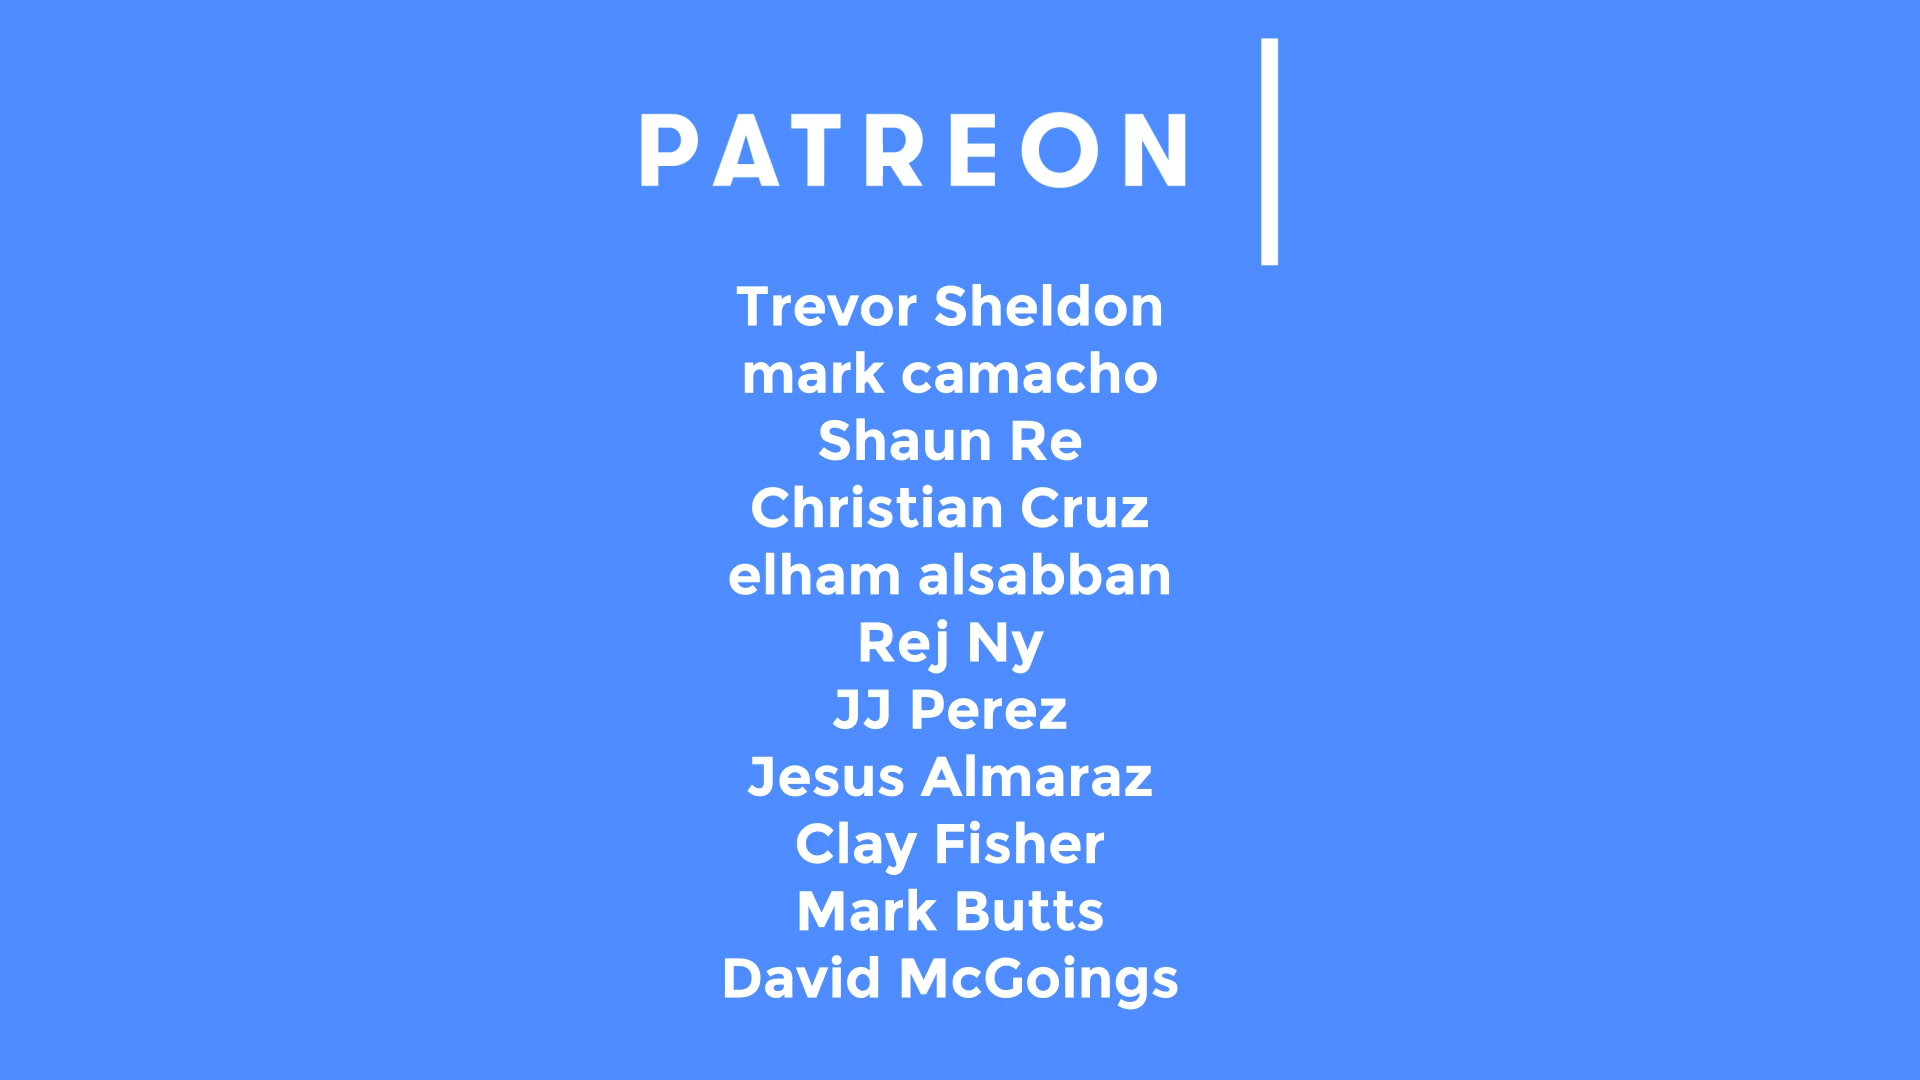 PATREON
Trevor Sheldon
mark camacho
Shaun Re
Christian Cruz
elham alsabban
Rej Ny
JJ Perez
Jesus Almaraz
Clay Fisher
Mark Butts
David McGoings